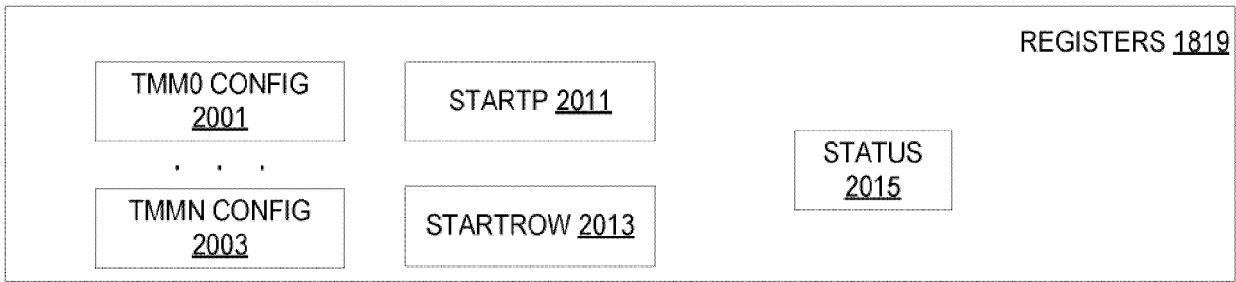 REGISTERS 1819
TMM0 CONFIG
2001
STARTP 2011
. . .
STATUS
2015
TMMN CONFIG
2003
STARTROW 2013